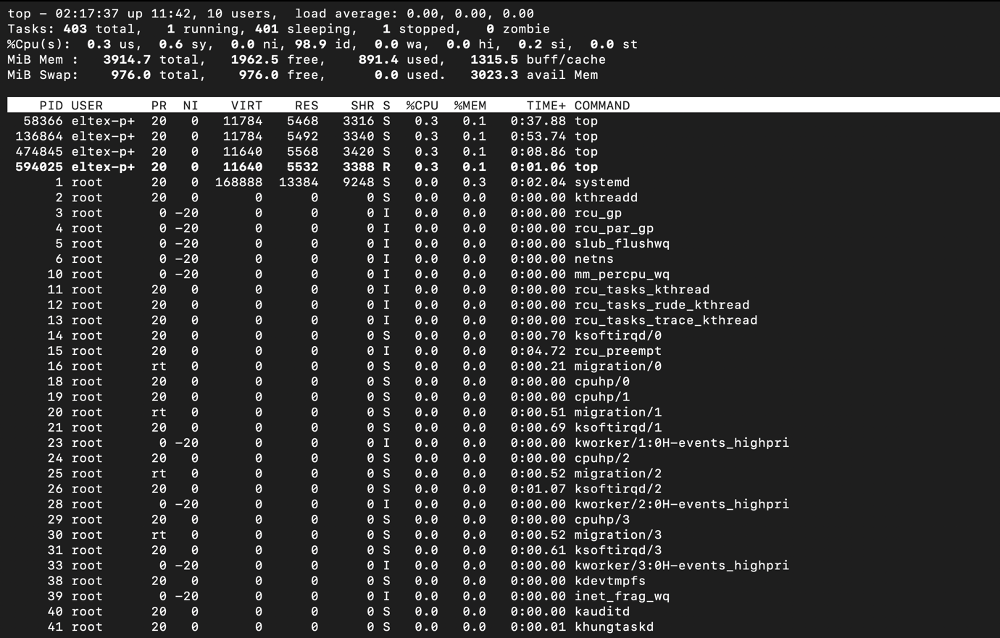 top - 02:17:37 up 11:42, 10 users,  load average: 0.00, 0.00, 0.00
Tasks: 403 total,   1 running, 401 sleeping,   1 stopped,   0 zombie
%Cpu(s):  0.3 us,  0.6 sy,  0.0 ni, 98.9 id,  0.0 wa,  0.0 hi,  0.2 si,  0.0 st
MiB Mem :   3914.7 total,   1962.5 free,    891.4 used,   1315.5 buff/cache
MiB Swap:    976.0 total,    976.0 free,      0.0 used.   3023.3 avail Mem
    PID USER      PR  NI    VIRT    RES    SHR S  %CPU  %MEM     TIME+ COMMAND
  58366 eltex-p+  20   0   11784   5468   3316 S   0.3   0.1   0:37.88 top
 136864 eltex-p+  20   0   11784   5492   3340 S   0.3   0.1   0:53.74 top
 474845 eltex-p+  20   0   11640   5568   3420 S   0.3   0.1   0:08.86 top
 594025 eltex-p+  20   0   11640   5532   3388 R   0.3   0.1   0:01.06 top
      1 root      20   0  168888  13384   9248 S   0.0   0.3   0:02.04 systemd
      2 root      20   0       0      0      0 S   0.0   0.0   0:00.00 kthreadd
      3 root       0 -20       0      0      0 I   0.0   0.0   0:00.00 rcu_gp
      4 root       0 -20       0      0      0 I   0.0   0.0   0:00.00 rcu_par_gp
      5 root       0 -20       0      0      0 I   0.0   0.0   0:00.00 slub_flushwq
      6 root       0 -20       0      0      0 I   0.0   0.0   0:00.00 netns
     10 root       0 -20       0      0      0 I   0.0   0.0   0:00.00 mm_percpu_wq
     11 root      20   0       0      0      0 I   0.0   0.0   0:00.00 rcu_tasks_kthread
     12 root      20   0       0      0      0 I   0.0   0.0   0:00.00 rcu_tasks_rude_kthread
     13 root      20   0       0      0      0 I   0.0   0.0   0:00.00 rcu_tasks_trace_kthread
     14 root      20   0       0      0      0 S   0.0   0.0   0:00.70 ksoftirqd/0
     15 root      20   0       0      0      0 I   0.0   0.0   0:04.72 rcu_preempt
     16 root      rt   0       0      0      0 S   0.0   0.0   0:00.21 migration/0
     18 root      20   0       0      0      0 S   0.0   0.0   0:00.00 cpuhp/0
     19 root      20   0       0      0      0 S   0.0   0.0   0:00.00 cpuhp/1
     20 root      rt   0       0      0      0 S   0.0   0.0   0:00.51 migration/1
     21 root      20   0       0      0      0 S   0.0   0.0   0:00.69 ksoftirqd/1
     23 root       0 -20       0      0      0 I   0.0   0.0   0:00.00 kworker/1:0H-events_highpri
     24 root      20   0       0      0      0 S   0.0   0.0   0:00.00 cpuhp/2
     25 root      rt   0       0      0      0 S   0.0   0.0   0:00.52 migration/2
     26 root      20   0       0      0      0 S   0.0   0.0   0:01.07 ksoftirqd/2
     28 root       0 -20       0      0      0 I   0.0   0.0   0:00.00 kworker/2:0H-events_highpri
     29 root      20   0       0      0      0 S   0.0   0.0   0:00.00 cpuhp/3
     30 root      rt   0       0      0      0 S   0.0   0.0   0:00.52 migration/3
     31 root      20   0       0      0      0 S   0.0   0.0   0:00.61 ksoftirqd/3
     33 root       0 -20       0      0      0 I   0.0   0.0   0:00.00 kworker/3:0H-events_highpri
     38 root      20   0       0      0      0 S   0.0   0.0   0:00.00 kdevtmpfs
     39 root       0 -20       0      0      0 I   0.0   0.0   0:00.00 inet_frag_wq
     40 root      20   0       0      0      0 S   0.0   0.0   0:00.00 kauditd
     41 root      20   0       0      0      0 S   0.0   0.0   0:00.01 khungtaskd